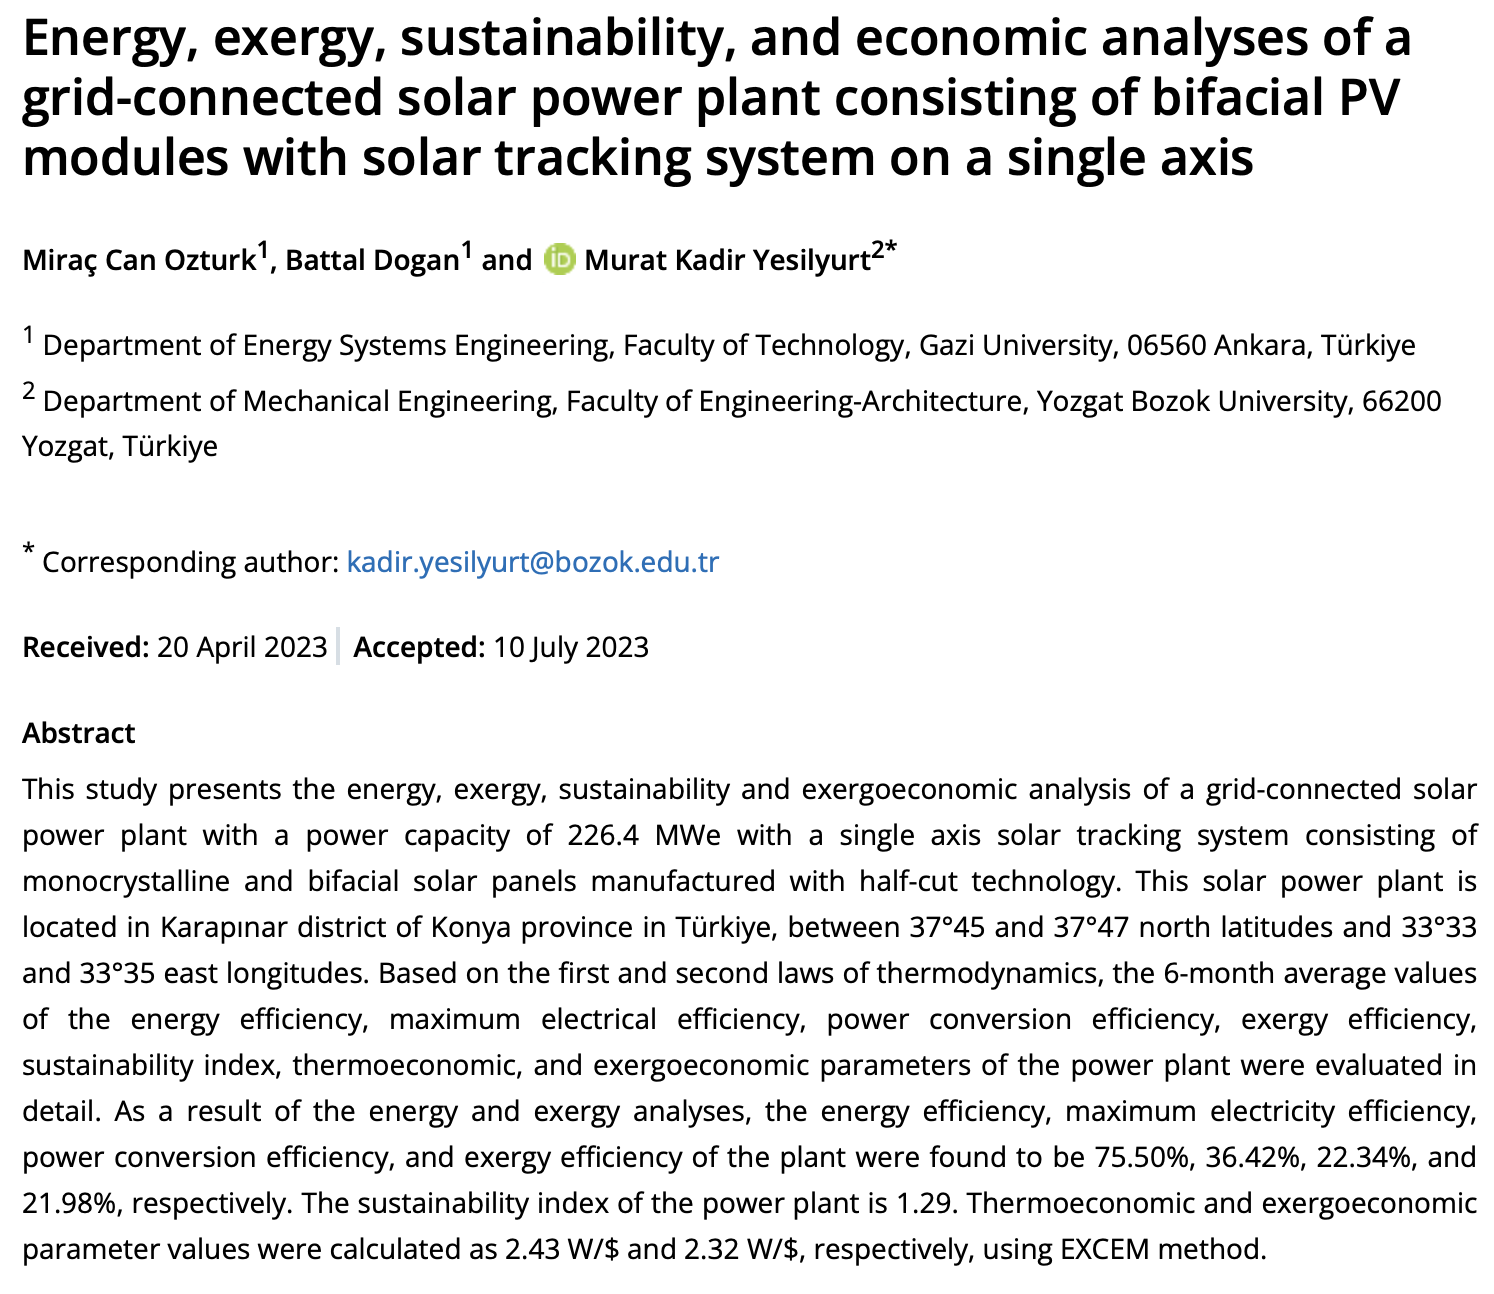 Energy, exergy, sustainability, and economic analyses of a
grid-connected solar power plant consisting of bifacial PV
modules with solar tracking system on a single axis
Miraç Can Ozturk1, Battal Dogan1 and iD Murat Kadir Yesilyurt2*
1 Department of Energy Systems Engineering, Faculty of Technology, Gazi University, 06560 Ankara, Türkiye
2 Department of Mechanical Engineering, Faculty of Engineering-Architecture, Yozgat Bozok University, 66200
Yozgat, Türkiye
* Corresponding author: kadir.yesilyurt@bozok.edu.tr
Received: 20 April 2023 Accepted: 10 July 2023
Abstract
This study presents the energy, exergy, sustainability and exergoeconomic analysis of a grid-connected solar
power plant with a power capacity of 226.4 MWe with a single axis solar tracking system consisting of
monocrystalline and bifacial solar panels manufactured with half-cut technology. This solar power plant is
located in Karapınar district of Konya province in Türkiye, between 37°45 and 37°47 north latitudes and 33°33
and 33°35 east longitudes. Based on the first and second laws of thermodynamics, the 6-month average values
of the energy efficiency, maximum electrical efficiency, power conversion efficiency, exergy efficiency,
sustainability index, thermoeconomic, and exergoeconomic parameters of the power plant were evaluated in
detail. As a result of the energy and exergy analyses, the energy efficiency, maximum electricity efficiency,
power conversion efficiency, and exergy efficiency of the plant were found to be 75.50%, 36.42%, 22.34%, and
21.98%, respectively. The sustainability index of the power plant is 1.29. Thermoeconomic and exergoeconomic
parameter values were calculated as 2.43 W/$ and 2.32 W/$, respectively, using EXCEM method.